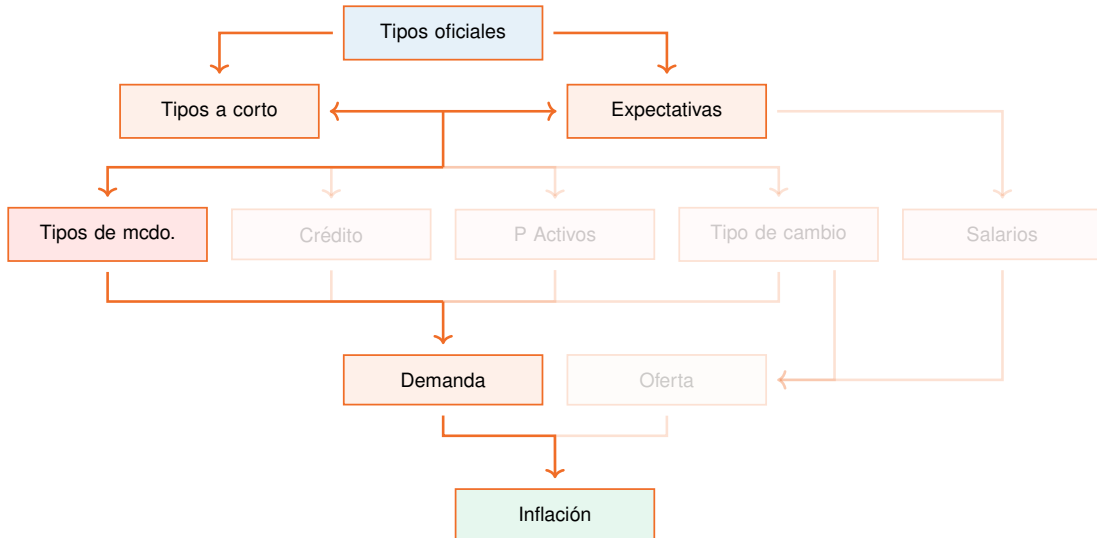 Tipos oficiales
Tipos a corto
Expectativas
Tipos de mcdo.
Crédito
P Activos
Tipo de cambio
Salarios
Demanda
Oferta
Inflación